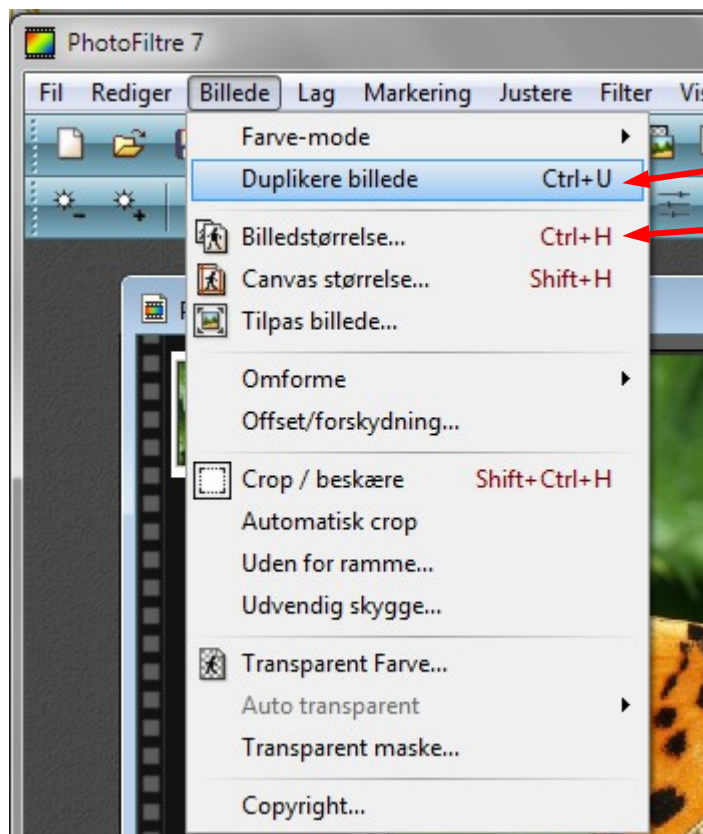 PhotoFiltre 7
Fil Rediger Billede Lag Markering Justere Filter
Farve-mode
Duplikere billede Ctrl+U
Billedstørrelse... Ctrl+H
Canvas størrelse... Shift+H
Tilpas billede...
Omforme
Offset/forskydning...
Crop / beskære Shift+Ctrl+H
Automatisk crop
Uden for ramme...
Udvendig skygge...
Transparent Farve...
Auto transparent
Transparent maske...
Copyright...